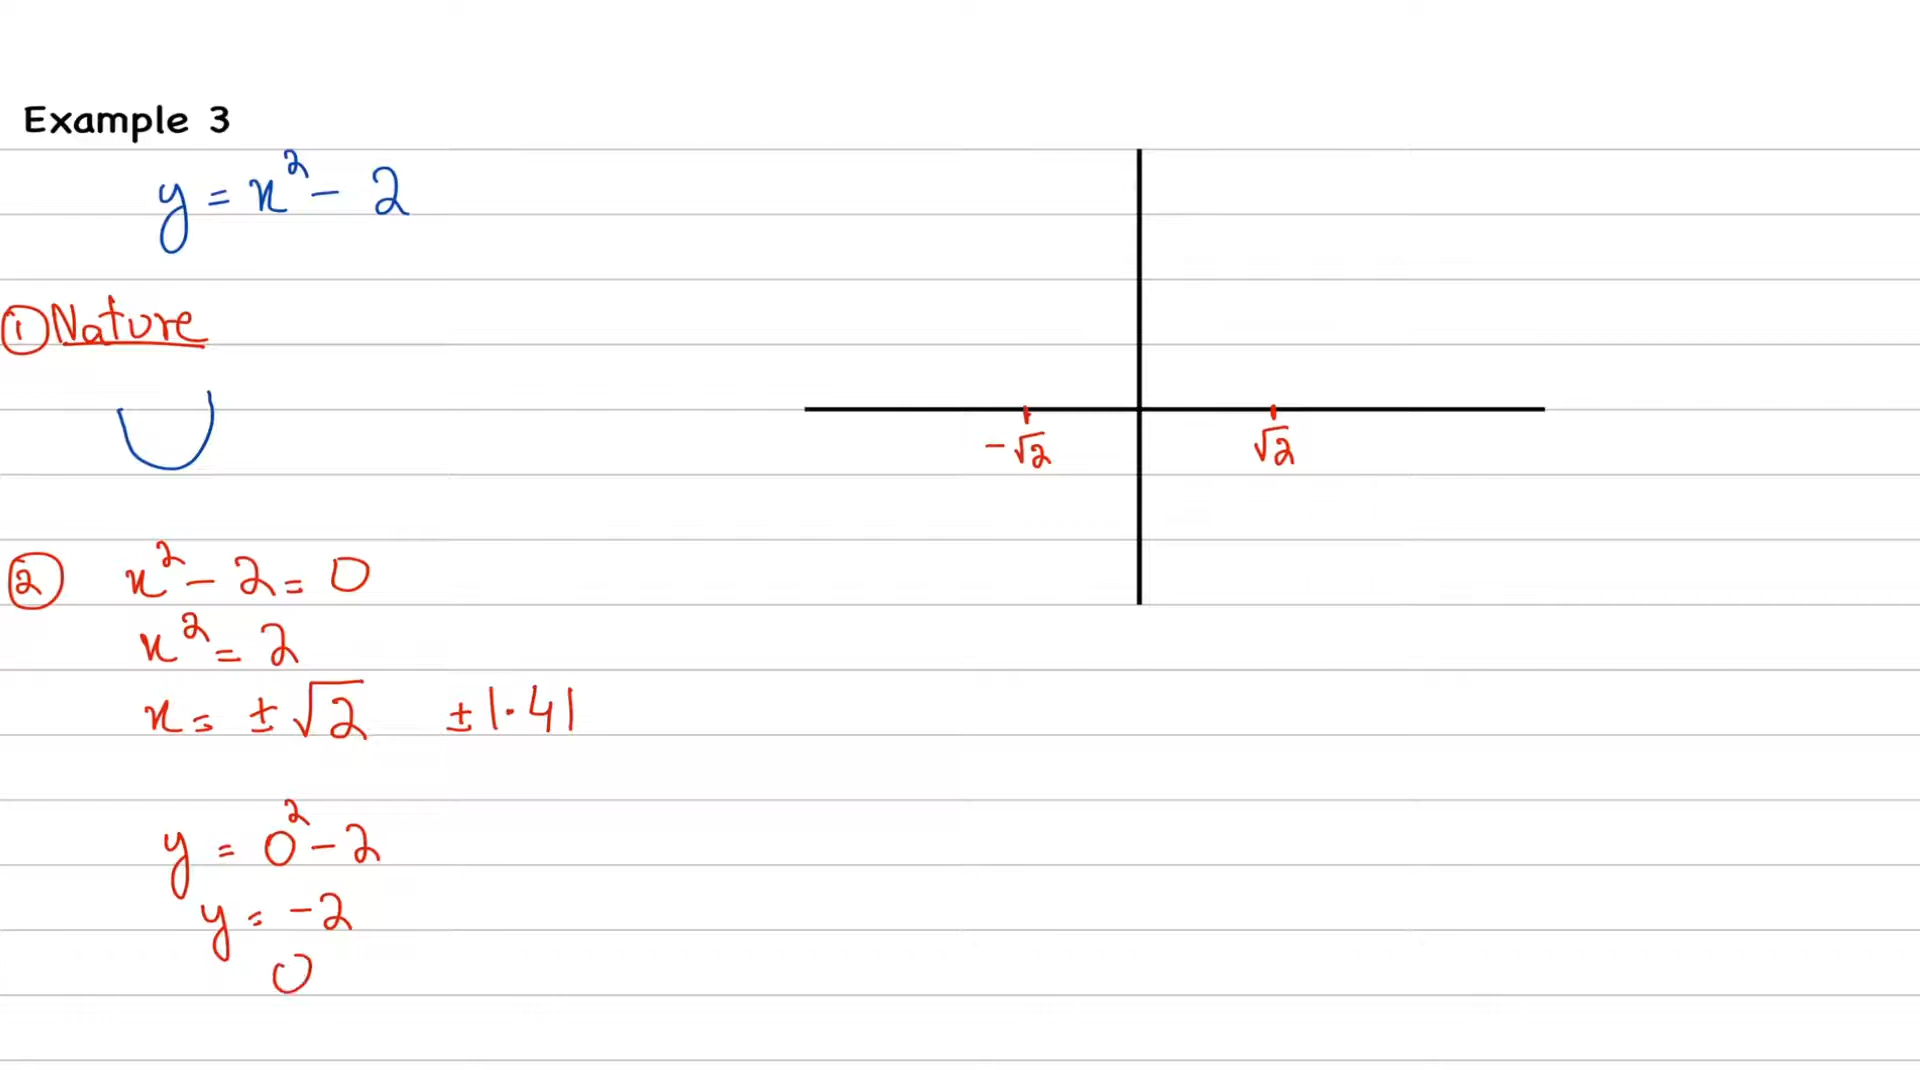 Example 3
y = x² - 2
① Nature
-√2 √2
② x² - 2 = 0
x² = 2
x = ±√2 ±1.41
y = 0² - 2
y = -2
0